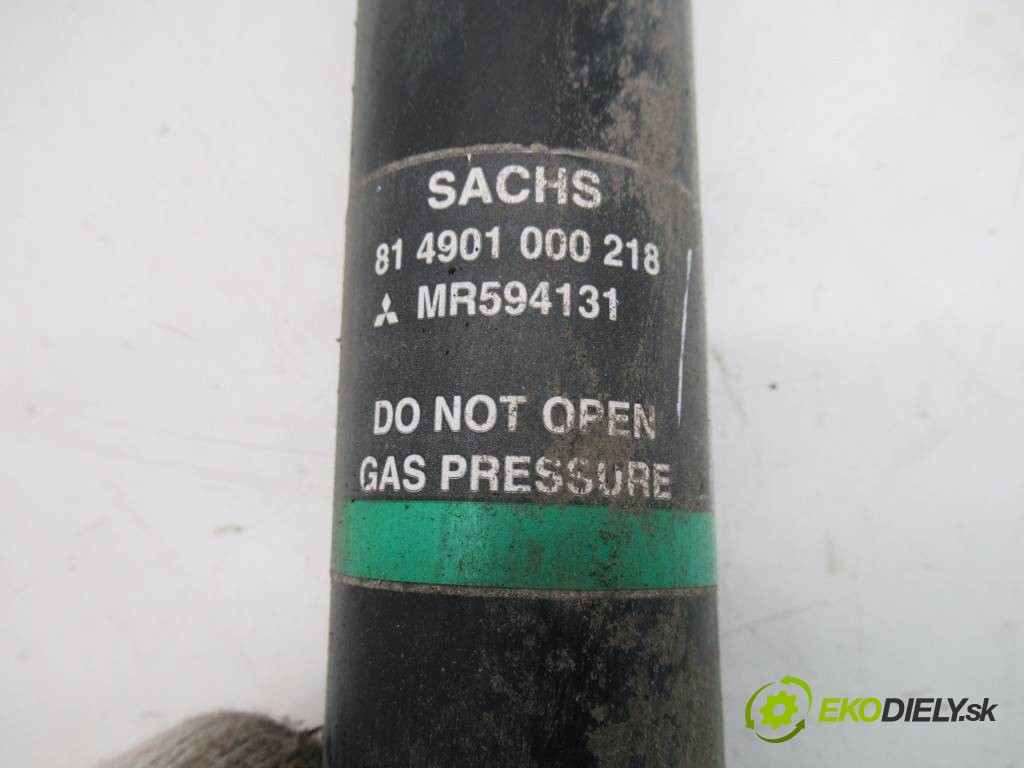 SACHS
81 4901 000 218
MR594131
DO NOT OPEN
GAS PRESSURE
EKODIELY.sk